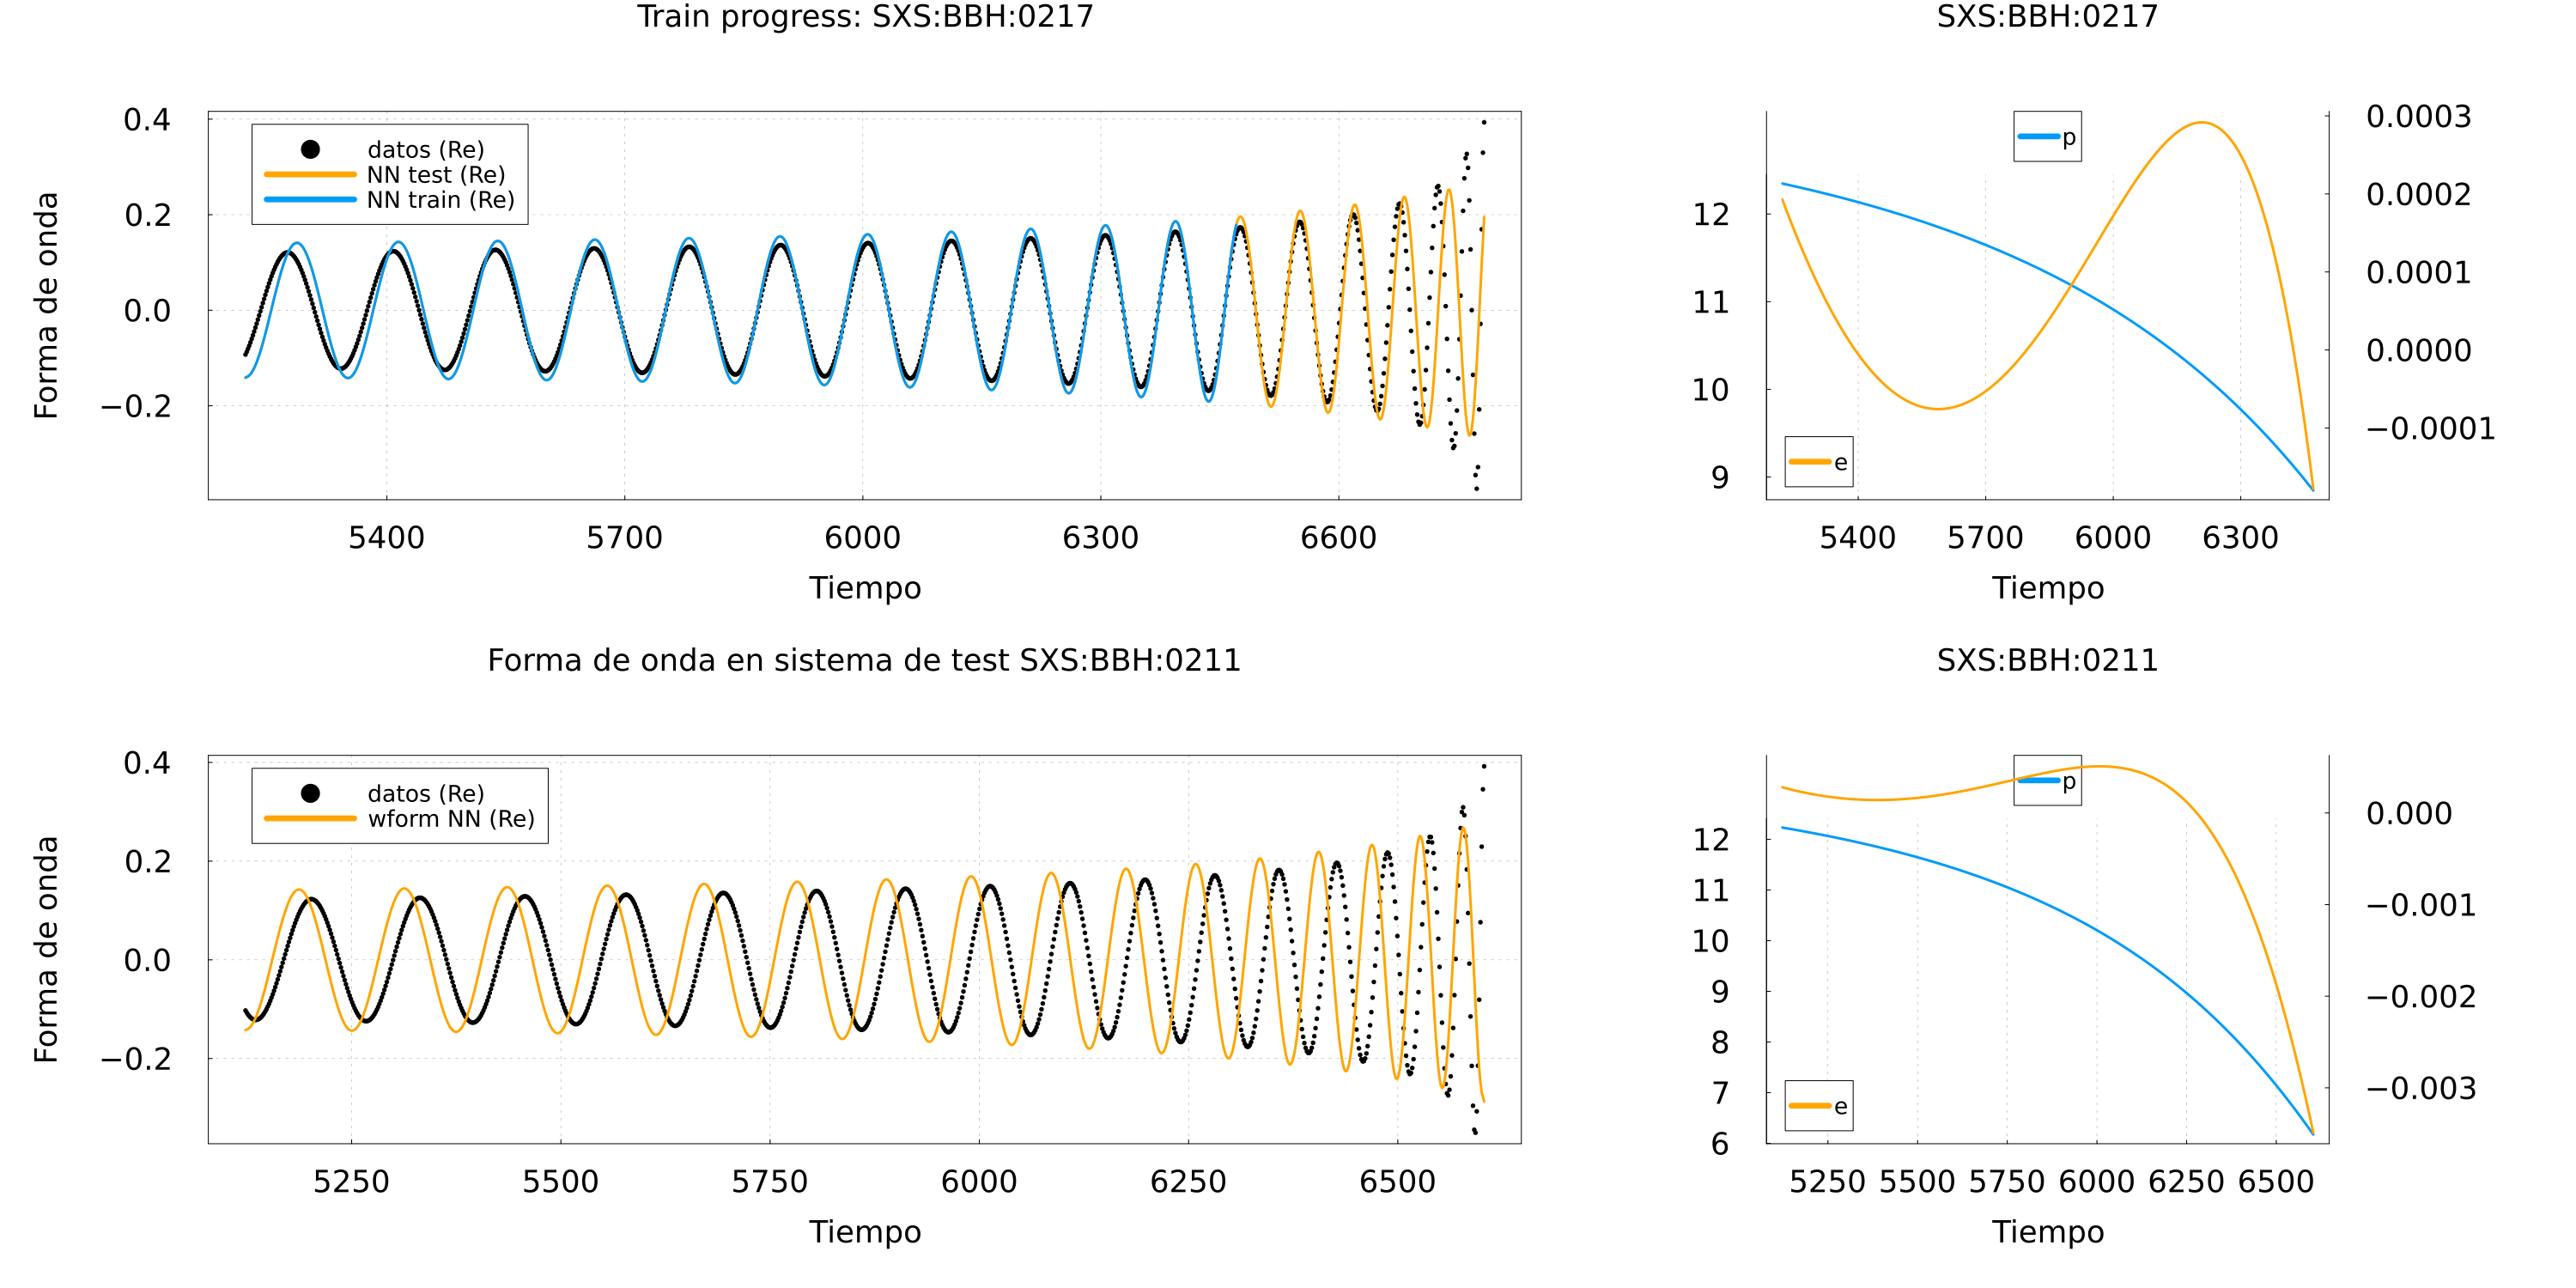 Train progress: SXS:BBH:0217
Forma de onda
0.4
0.2
0.0
−0.2
datos (Re)
NN test (Re)
NN train (Re)
5400 5700 6000 6300 6600
Tiempo
SXS:BBH:0217
12
11
10
9
p
e
0.0003
0.0002
0.0001
0.0000
−0.0001
5400 5700 6000 6300
Tiempo
Forma de onda en sistema de test SXS:BBH:0211
Forma de onda
0.4
0.2
0.0
−0.2
datos (Re)
wform NN (Re)
5250 5500 5750 6000 6250 6500
Tiempo
SXS:BBH:0211
12
11
10
9
8
7
6
p
e
0.000
−0.001
−0.002
−0.003
5250 5500 5750 6000 6250 6500
Tiempo